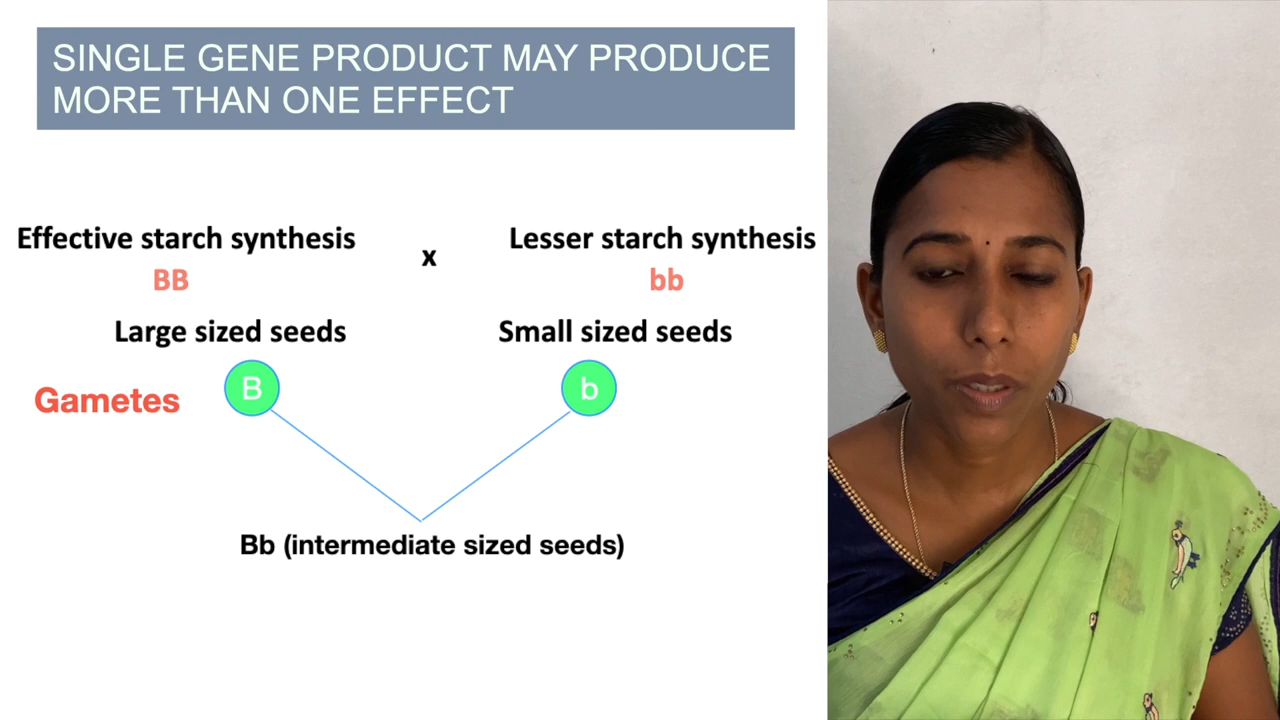 SINGLE GENE PRODUCT MAY PRODUCE
MORE THAN ONE EFFECT
Effective starch synthesis
x
Lesser starch synthesis
BB
bb
Large sized seeds
Small sized seeds
Gametes
B
b
Bb (intermediate sized seeds)